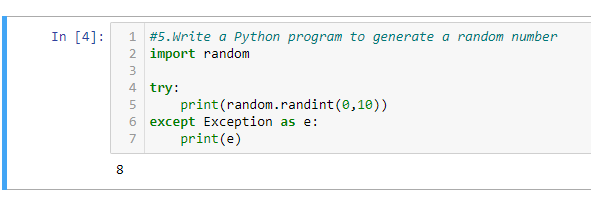 In [4]:
1 #5.Write a Python program to generate a random number
2 import random
3
4 try:
5     print(random.randint(0,10))
6 except Exception as e:
7     print(e)
8